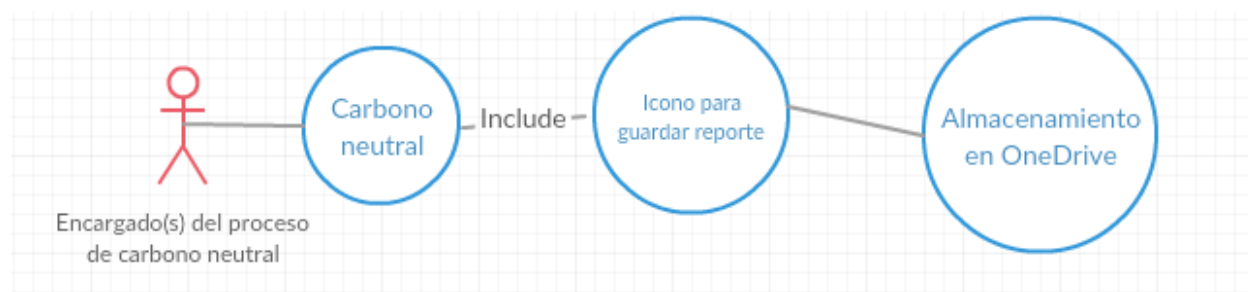 Carbono
neutral
Include
Icono para
guardar reporte
Almacenamiento
en OneDrive
Encargado(s) del proceso
de carbono neutral